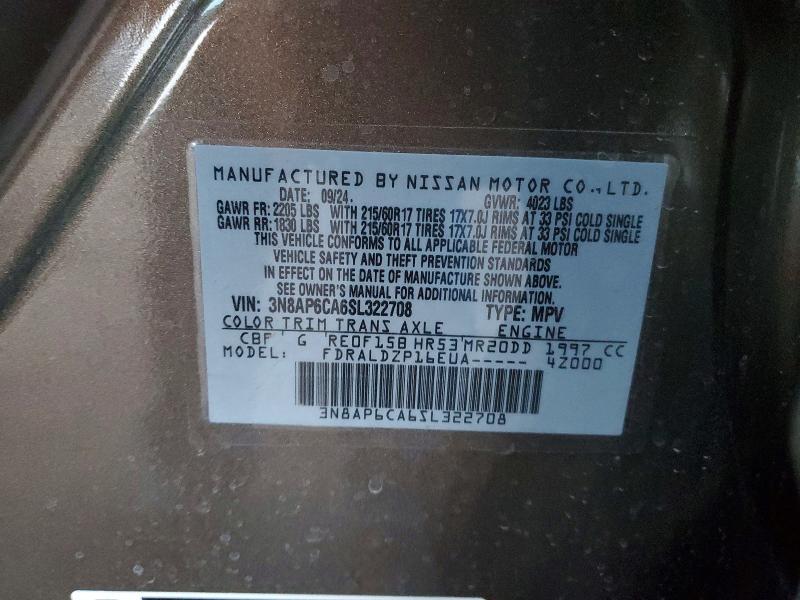 MANUFACTURED BY NISSAN MOTOR CO., LTD.
DATE: 09/24. GVWR: 4023 LBS
GAWR FR: 2205 LBS WITH 215/60R17 TIRES 17X7.0J RIMS AT 33 PSI COLD SINGLE
GAWR RR: 1830 LBS WITH 215/60R17 TIRES 17X7.0J RIMS AT 33 PSI COLD SINGLE
THIS VEHICLE CONFORMS TO ALL APPLICABLE FEDERAL MOTOR
VEHICLE SAFETY AND THEFT PREVENTION STANDARDS
IN EFFECT ON THE DATE OF MANUFACTURE SHOWN ABOVE.
SEE OWNER'S MANUAL FOR ADDITIONAL INFORMATION.
VIN: 3N8AP6CA6SL322708 TYPE: MPV
COLOR TRIM TRANS AXLE ENGINE
CBF G RE0F15B HR53 MR20DD 1997 CC
MODEL: FDRALDZP16EUA----- 4Z000
3N8AP6CA6SL322708